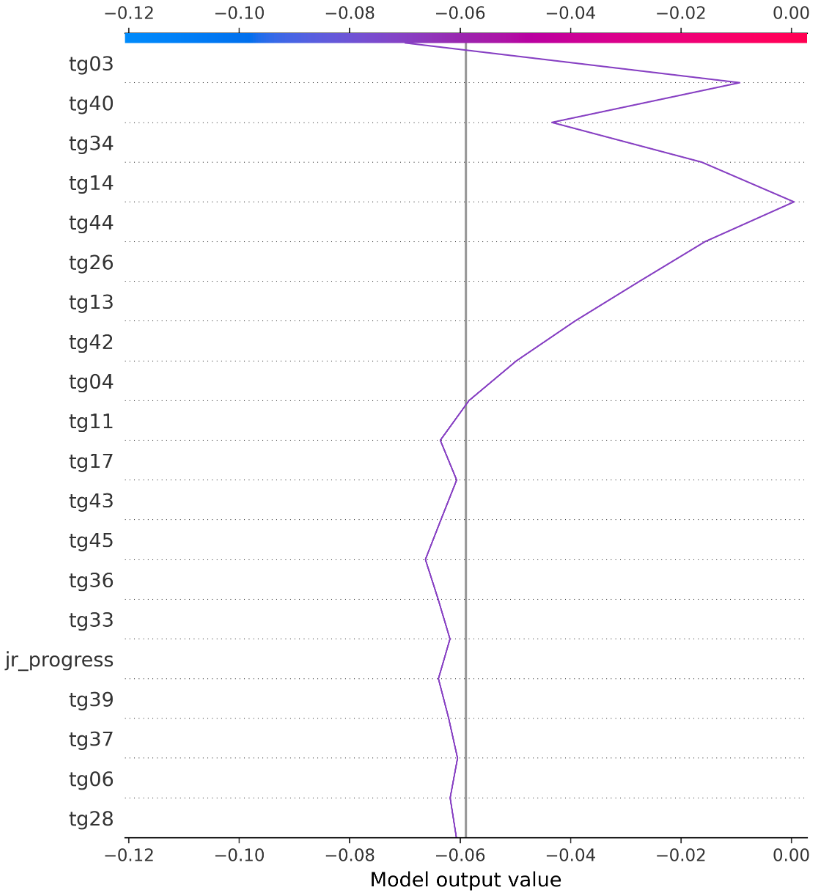 −0.12 −0.10 −0.08 −0.06 −0.04 −0.02 0.00
tg03
tg40
tg34
tg14
tg44
tg26
tg13
tg42
tg04
tg11
tg17
tg43
tg45
tg36
tg33
jr_progress
tg39
tg37
tg06
tg28
−0.12 −0.10 −0.08 −0.06 −0.04 −0.02 0.00
Model output value